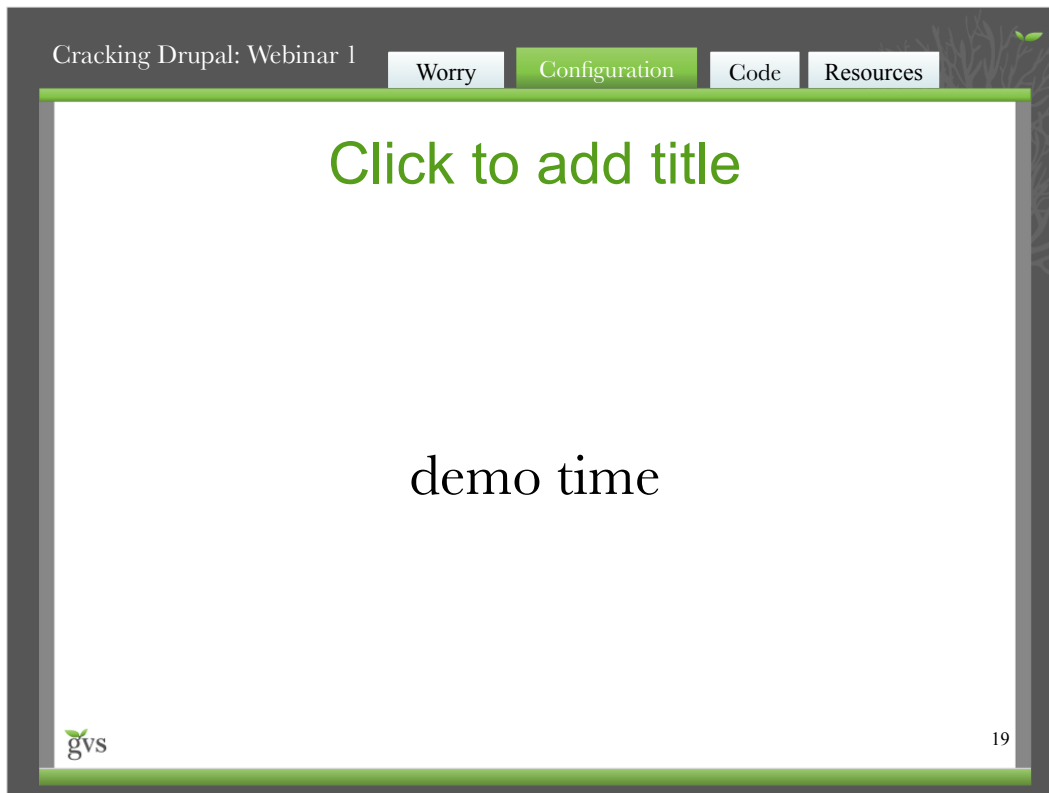 Cracking Drupal: Webinar 1
Worry Configuration Code Resources
Click to add title
demo time
gvs
19